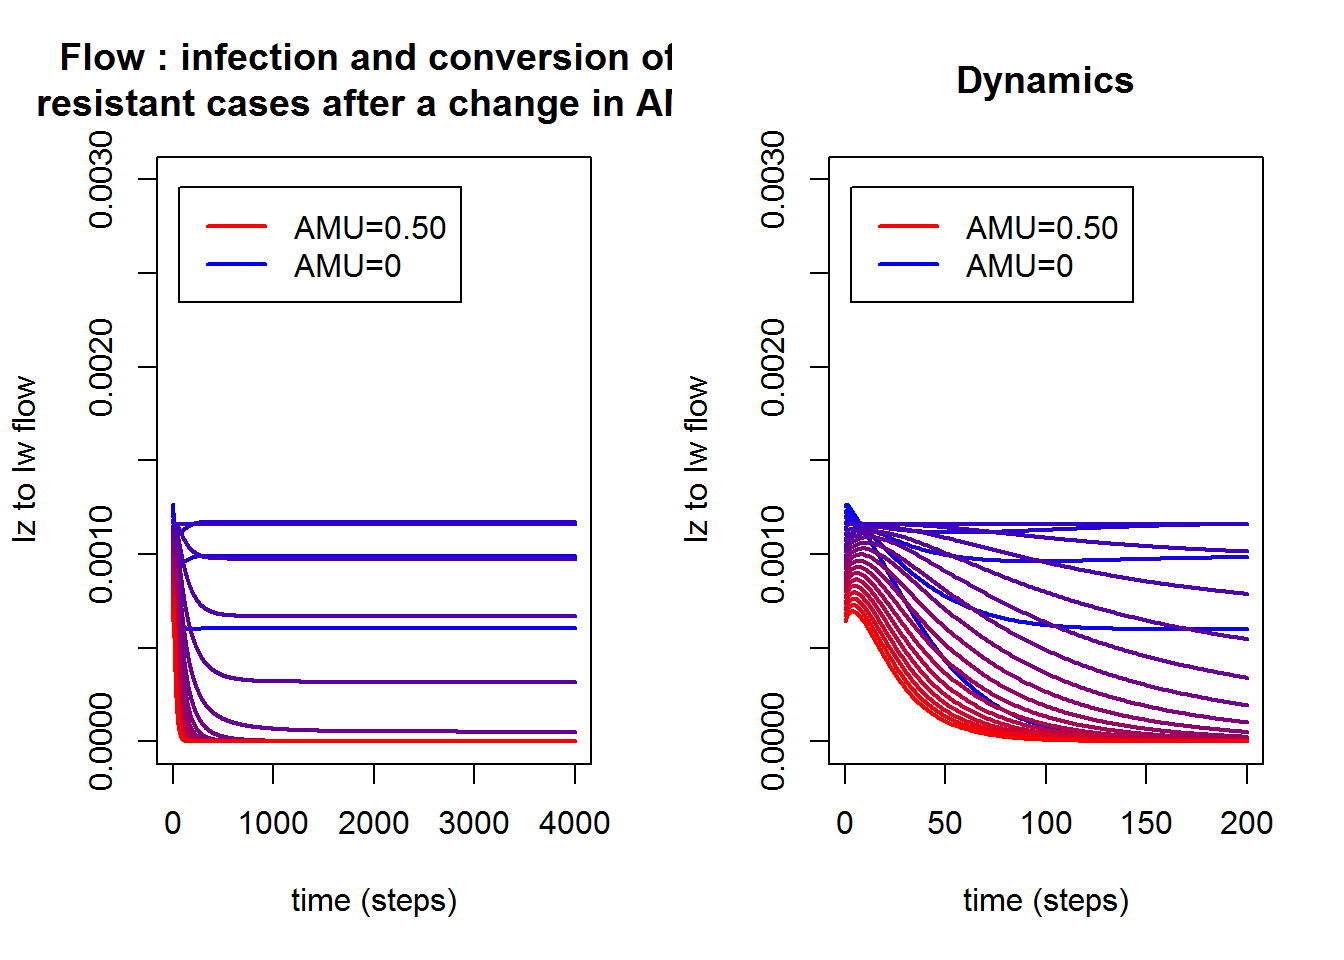 Flow : infection and conversion of
resistant cases after a change in
0.0030
0.0020
0.0010
0.0000
Iz to Iw flow
AMU=0.50
AMU=0
0
1000
2000
3000
4000
time (steps)
Dynamics
0.0030
0.0020
0.0010
0.0000
Iz to Iw flow
AMU=0.50
AMU=0
0
50
100
150
200
time (steps)